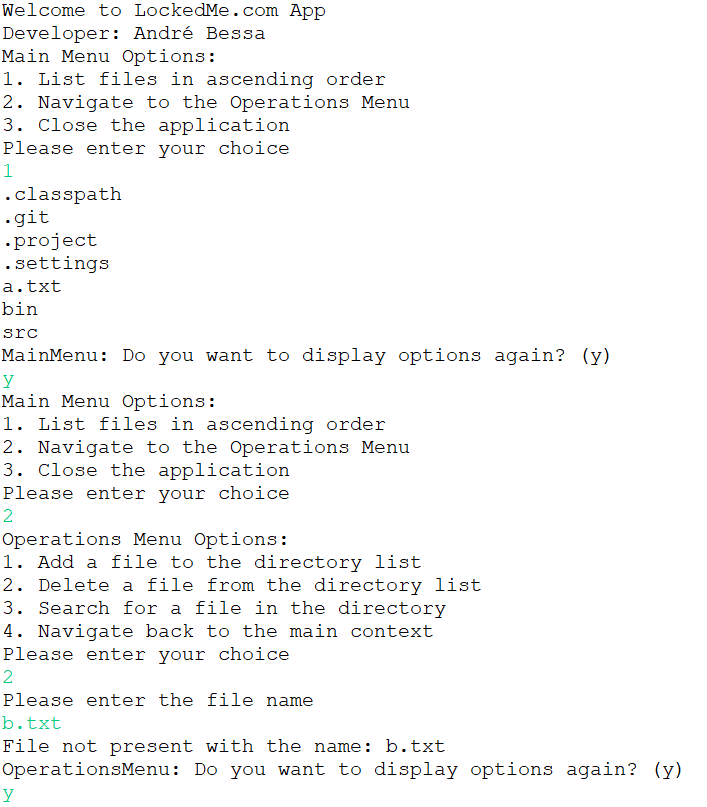 Welcome to LockedMe.com App
Developer: André Bessa
Main Menu Options:
1. List files in ascending order
2. Navigate to the Operations Menu
3. Close the application
Please enter your choice
1
.classpath
.git
.project
.settings
a.txt
bin
src
MainMenu: Do you want to display options again? (y)
y
Main Menu Options:
1. List files in ascending order
2. Navigate to the Operations Menu
3. Close the application
Please enter your choice
2
Operations Menu Options:
1. Add a file to the directory list
2. Delete a file from the directory list
3. Search for a file in the directory
4. Navigate back to the main context
Please enter your choice
2
Please enter the file name
b.txt
File not present with the name: b.txt
OperationsMenu: Do you want to display options again? (y)
y